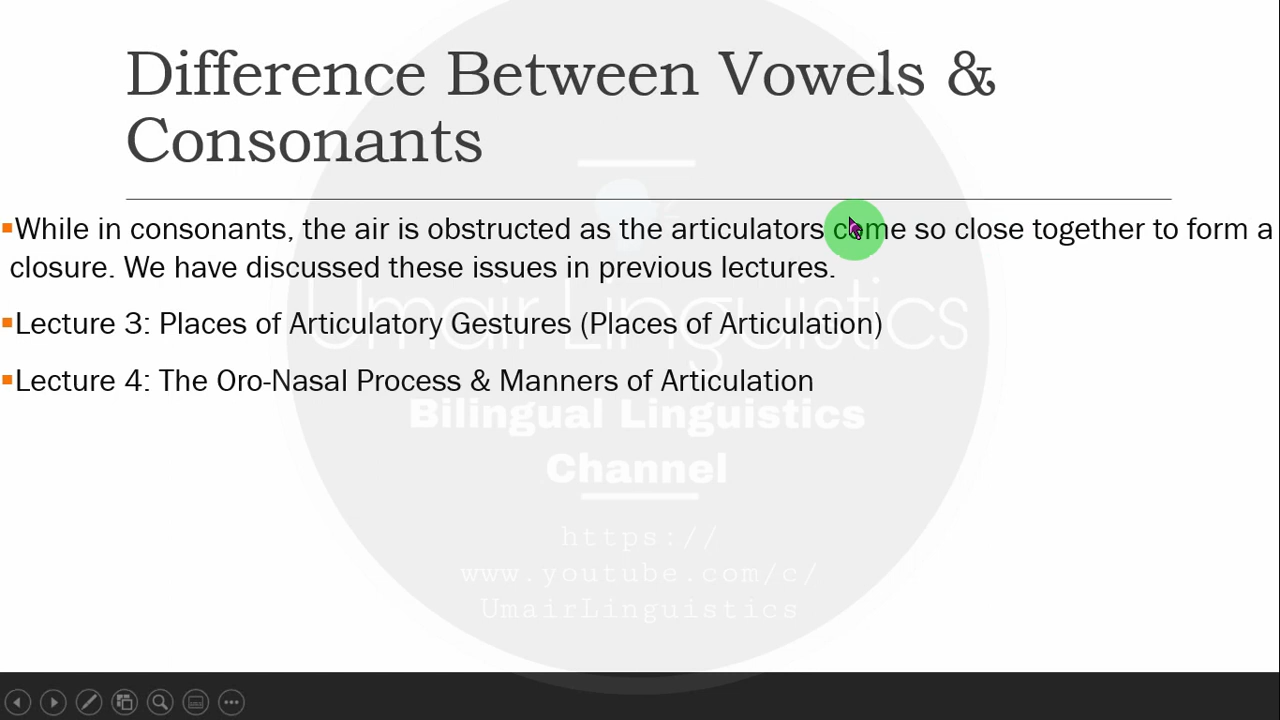 Difference Between Vowels &
Consonants
▪While in consonants, the air is obstructed as the articulators come so close together to form a
closure. We have discussed these issues in previous lectures.
▪Lecture 3: Places of Articulatory Gestures (Places of Articulation)
Umair Linguistics
▪Lecture 4: The Oro-Nasal Process & Manners of Articulation
Bilingual Linguistics
Channel
https://
www.youtube.com/c/
UmairLinguistics